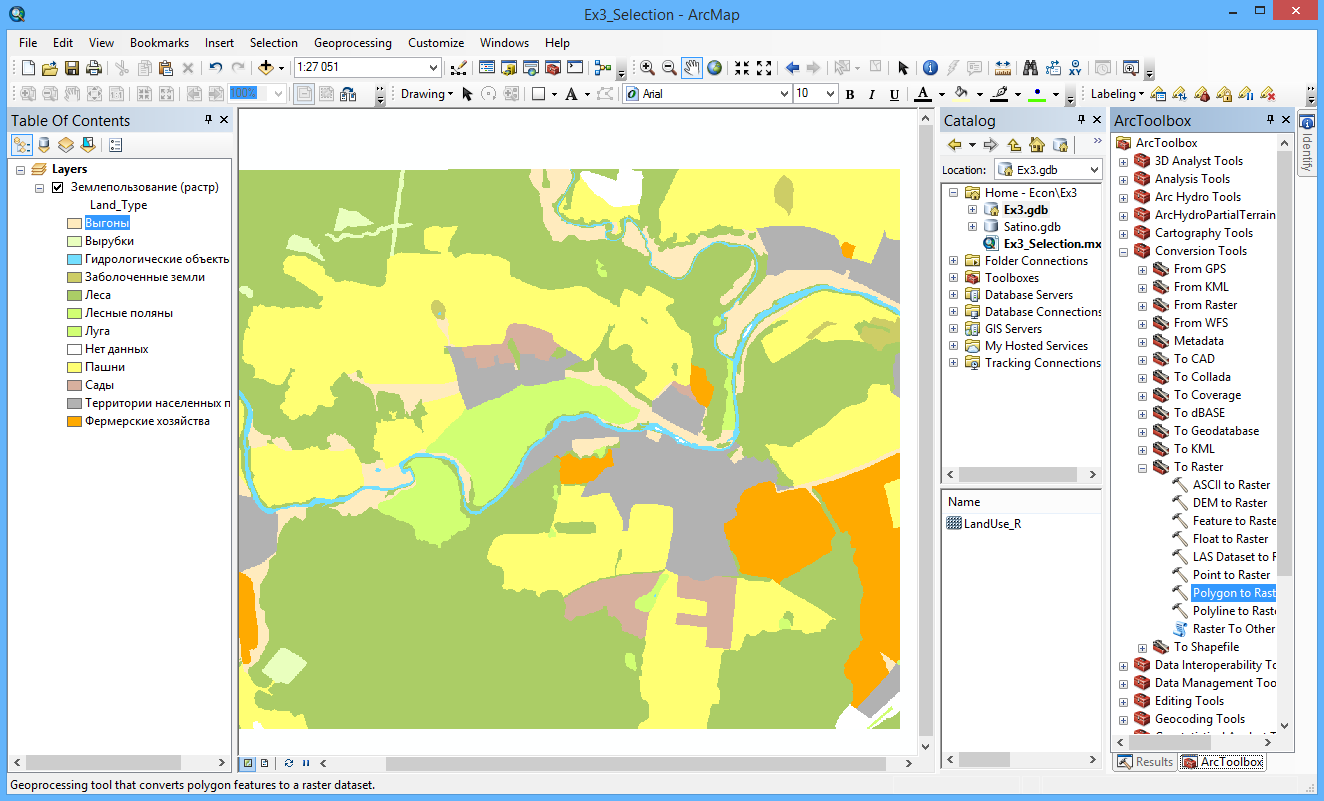 Ex3_Selection - ArcMap
File Edit View Bookmarks Insert Selection Geoprocessing Customize Windows Help
1:27 051
100% Drawing Arial 10 B I U A Labeling
Table Of Contents
Layers
Землепользование (растр)
Land_Type
Выгоны
Вырубки
Гидрологические объекть
Заболоченные земли
Леса
Лесные поляны
Луга
Нет данных
Пашни
Сады
Территории населенных п
Фермерские хозяйства
Catalog
Location: Ex3.gdb
Home - Econ\Ex3
Ex3.gdb
Satino.gdb
Ex3_Selection.mx
Folder Connections
Toolboxes
Database Servers
Database Connections
GIS Servers
My Hosted Services
Tracking Connections
Name
LandUse_R
ArcToolbox
ArcToolbox
3D Analyst Tools
Analysis Tools
Arc Hydro Tools
ArcHydroPartialTerrain
Cartography Tools
Conversion Tools
From GPS
From KML
From Raster
From WFS
Metadata
To CAD
To Collada
To Coverage
To dBASE
To Geodatabase
To KML
To Raster
ASCII to Raster
DEM to Raster
Feature to Raste
Float to Raster
LAS Dataset to F
Point to Raster
Polygon to Rast
Polyline to Raste
Raster To Other
To Shapefile
Data Interoperability To
Data Management Too
Editing Tools
Geocoding Tools
Results ArcToolbox
Identify
Geoprocessing tool that converts polygon features to a raster dataset.